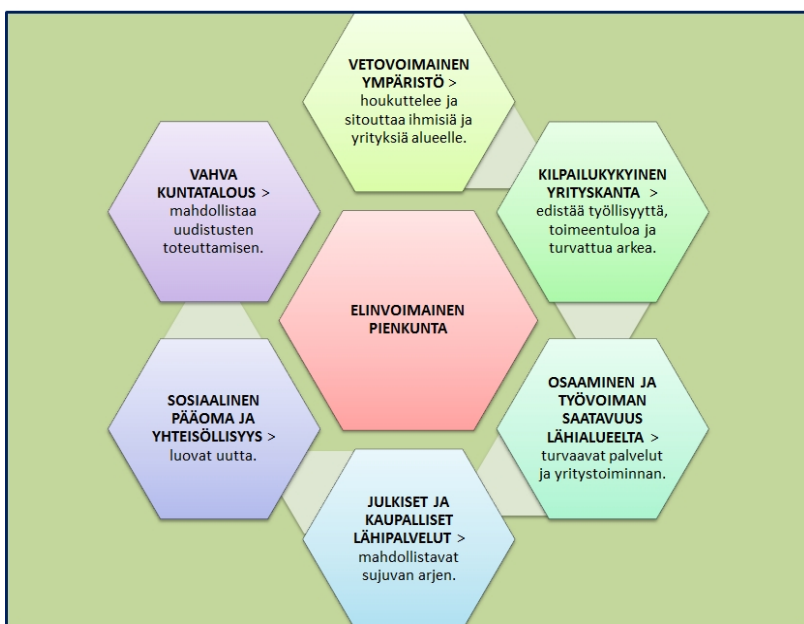 VETOVOIMAINEN
YMPÄRISTÖ >
houkuttelee ja
sitouttaa ihmisiä ja
yrityksiä alueelle.
KILPAILUKYKYINEN
YRITYSKANTA >
edistää työllisyyttä,
toimeentuloa ja
turvattua arkea.
OSAAMINEN JA
TYÖVOIMAN
SAATAVUUS
LÄHIALUEELTA >
turvaavat palvelut
ja yritystoiminnan.
JULKISET JA
KAUPALLISET
LÄHIPALVELUT >
mahdollistavat
sujuvan arjen.
SOSIAALINEN
PÄÄOMA JA
YHTEISÖLLISYYS >
luovat uutta.
VAHVA
KUNTATALOUS >
mahdollistaa
uudistusten
toteuttamisen.
ELINVOIMAINEN
PIENKUNTA